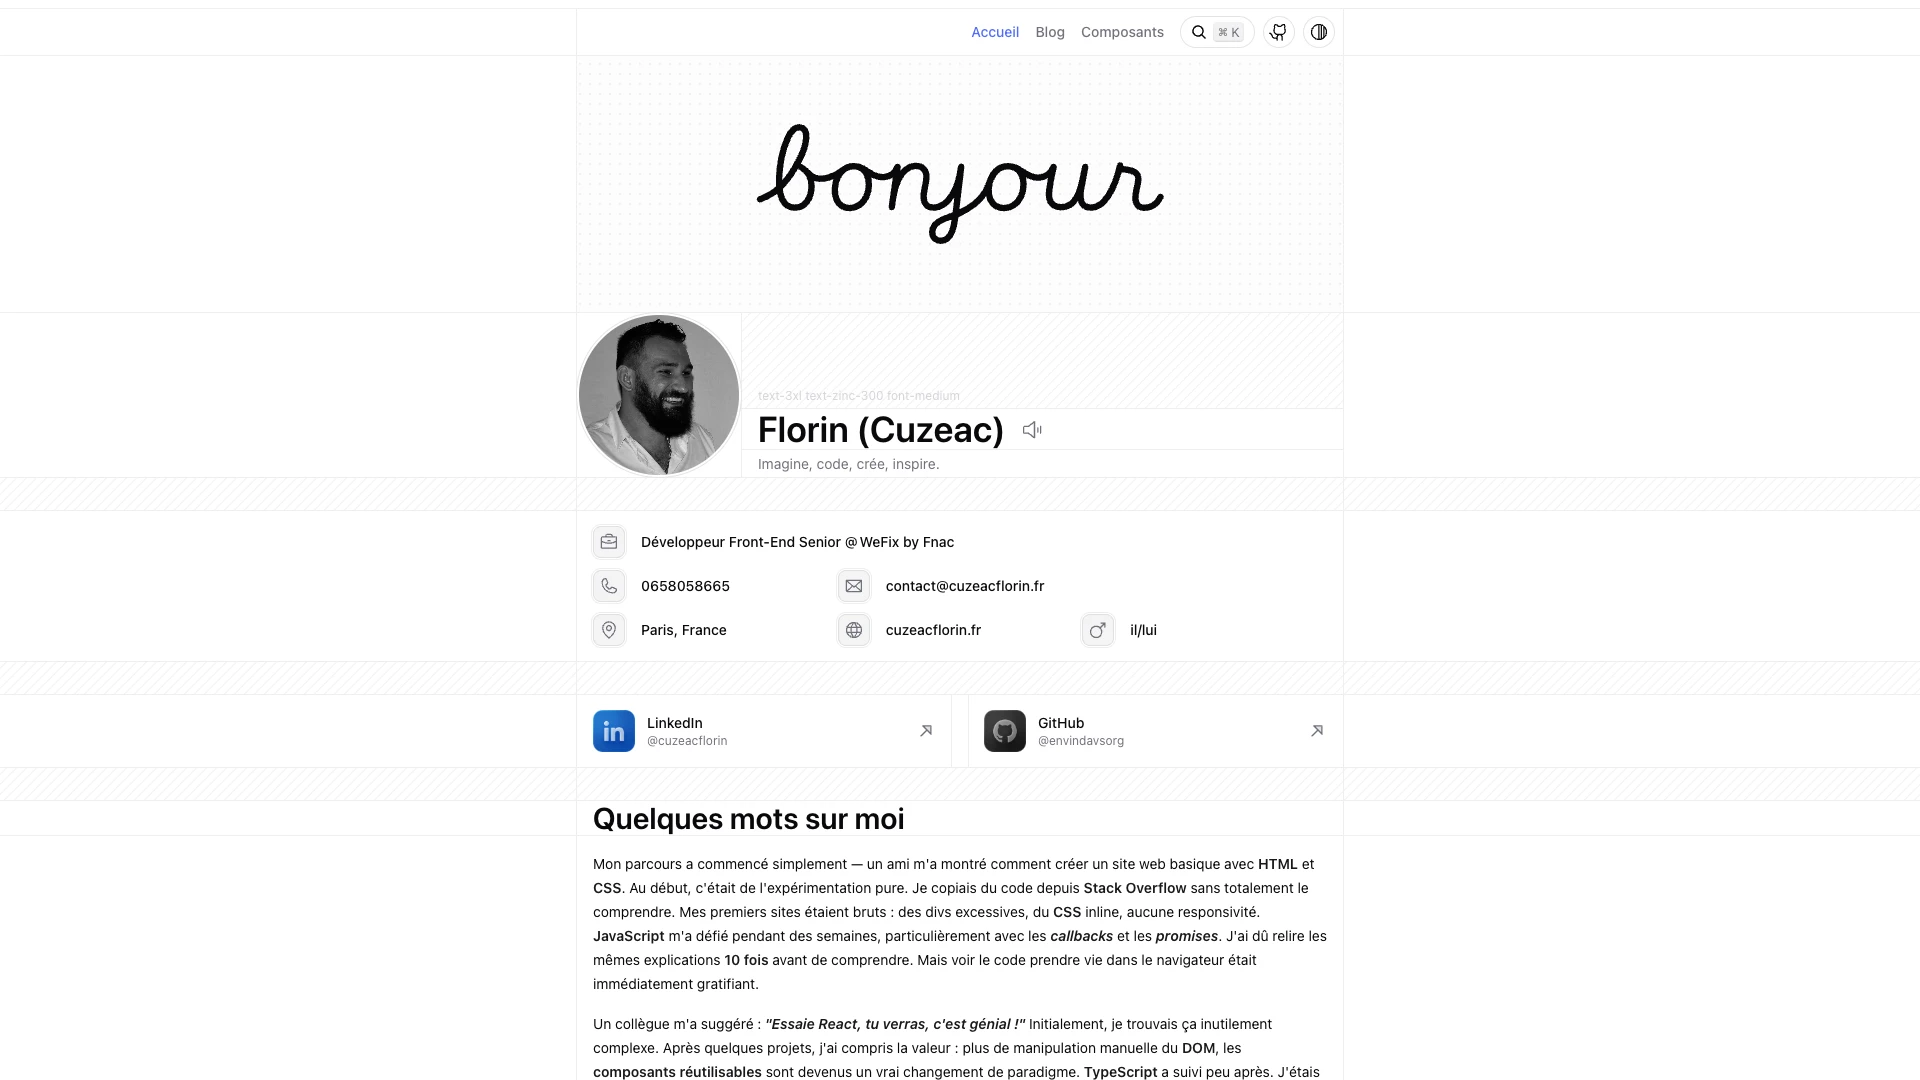 Accueil Blog Composants ⌘ K
bonjour
text-3xl text-zinc-300 font-medium
Florin (Cuzeac)
Imagine, code, crée, inspire.
Développeur Front-End Senior @ WeFix by Fnac
0658058665 contact@cuzeacflorin.fr
Paris, France cuzeacflorin.fr il/lui
LinkedIn
@cuzeacflorin
GitHub
@envindavsorg
Quelques mots sur moi
Mon parcours a commencé simplement — un ami m'a montré comment créer un site web basique avec HTML et
CSS. Au début, c'était de l'expérimentation pure. Je copiais du code depuis Stack Overflow sans totalement le
comprendre. Mes premiers sites étaient bruts : des divs excessives, du CSS inline, aucune responsivité.
JavaScript m'a défié pendant des semaines, particulièrement avec les callbacks et les promises. J'ai dû relire les
mêmes explications 10 fois avant de comprendre. Mais voir le code prendre vie dans le navigateur était
immédiatement gratifiant.
Un collègue m'a suggéré : "Essaie React, tu verras, c'est génial !" Initialement, je trouvais ça inutilement
complexe. Après quelques projets, j'ai compris la valeur : plus de manipulation manuelle du DOM, les
composants réutilisables sont devenus un vrai changement de paradigme. TypeScript a suivi peu après. J'étais